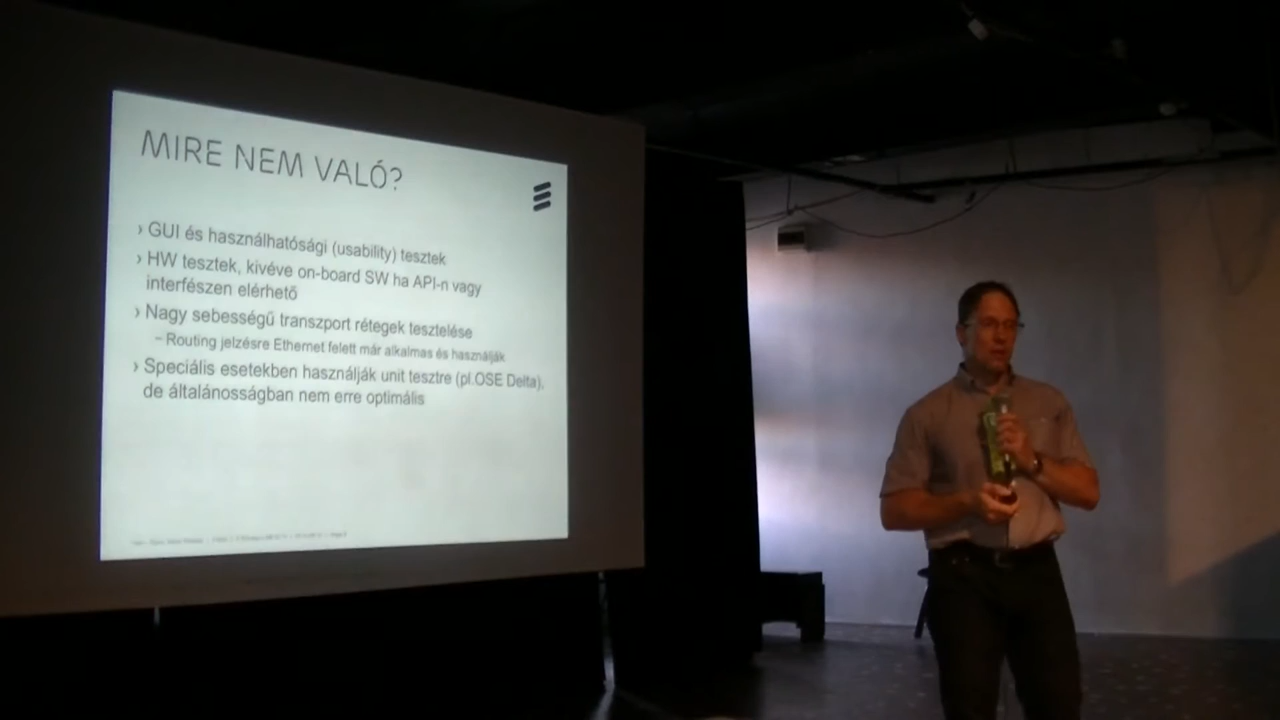 MIRE NEM VALÓ?
› GUI és használhatósági (usability) tesztek
› HW tesztek, kivéve on-board SW ha API-n vagy
interfészen elérhető
› Nagy sebességű transzport rétegek tesztelése
– Routing jelzésre Ethernet felett már alkalmas és használják
› Speciális esetekben használják unit tesztre (pl.OSE Delta),
de általánosságban nem erre optimális